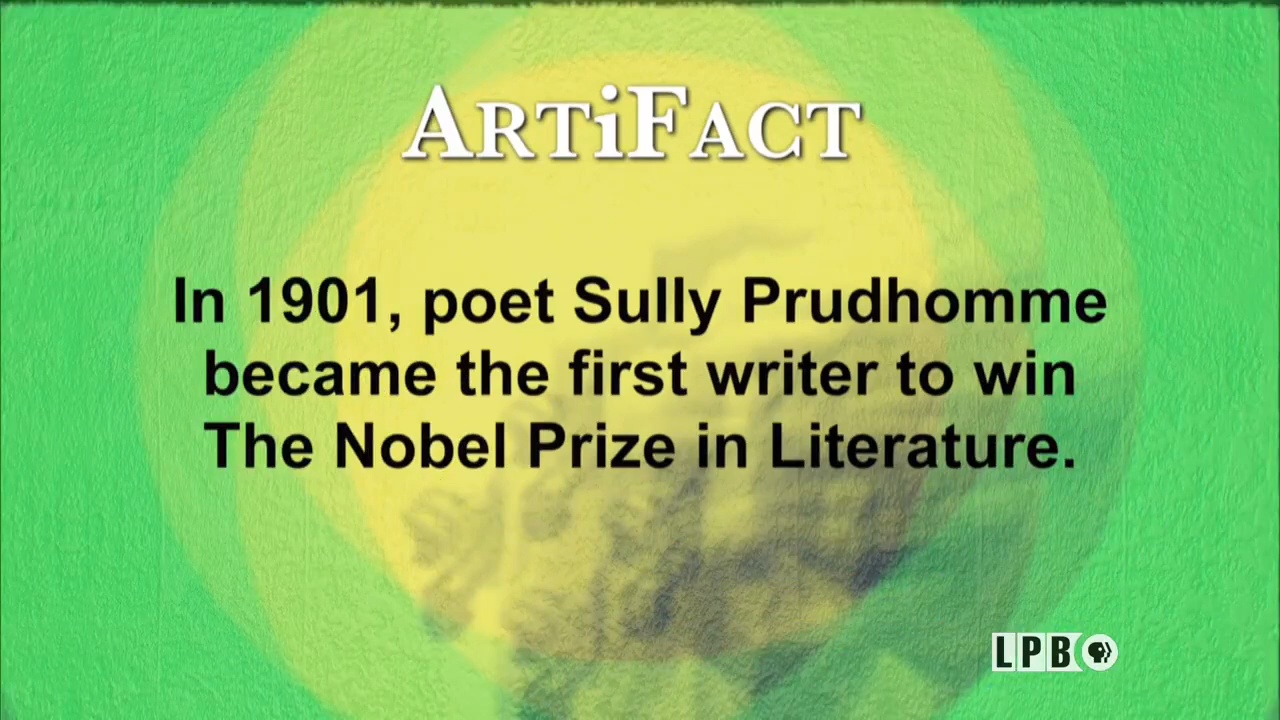 ARTiFACT
In 1901, poet Sully Prudhomme
became the first writer to win
The Nobel Prize in Literature.
LPB